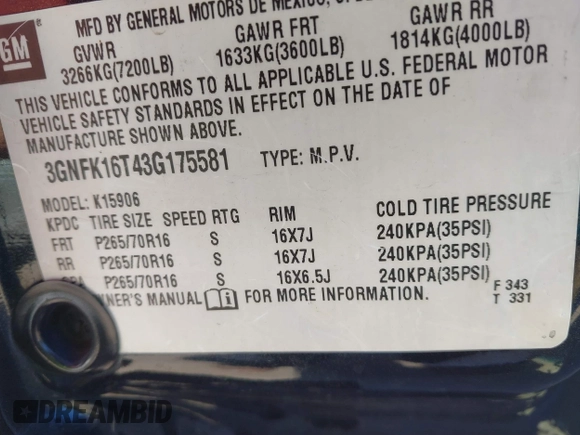 GM
MFD BY GENERAL MOTORS DE MEXICO,
GVWR GAWR FRT GAWR RR
3266KG(7200LB) 1633KG(3600LB) 1814KG(4000LB)
THIS VEHICLE CONFORMS TO ALL APPLICABLE U.S. FEDERAL MOTOR
VEHICLE SAFETY STANDARDS IN EFFECT ON THE DATE OF
MANUFACTURE SHOWN ABOVE.
3GNFK16T43G175581 TYPE: M.P.V.
MODEL: K15906
KPDC TIRE SIZE SPEED RTG RIM COLD TIRE PRESSURE
FRT P265/70R16 S 16X7J 240KPA(35PSI)
RR P265/70R16 S 16X7J 240KPA(35PSI)
P265/70R16 S 16X6.5J 240KPA(35PSI)
NER'S MANUAL FOR MORE INFORMATION. F 343
T 331
DREAMBID